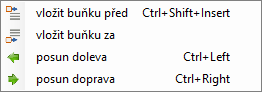 vložit buňku před Ctrl+Shift+Insert
vložit buňku za
posun doleva Ctrl+Left
posun doprava Ctrl+Right